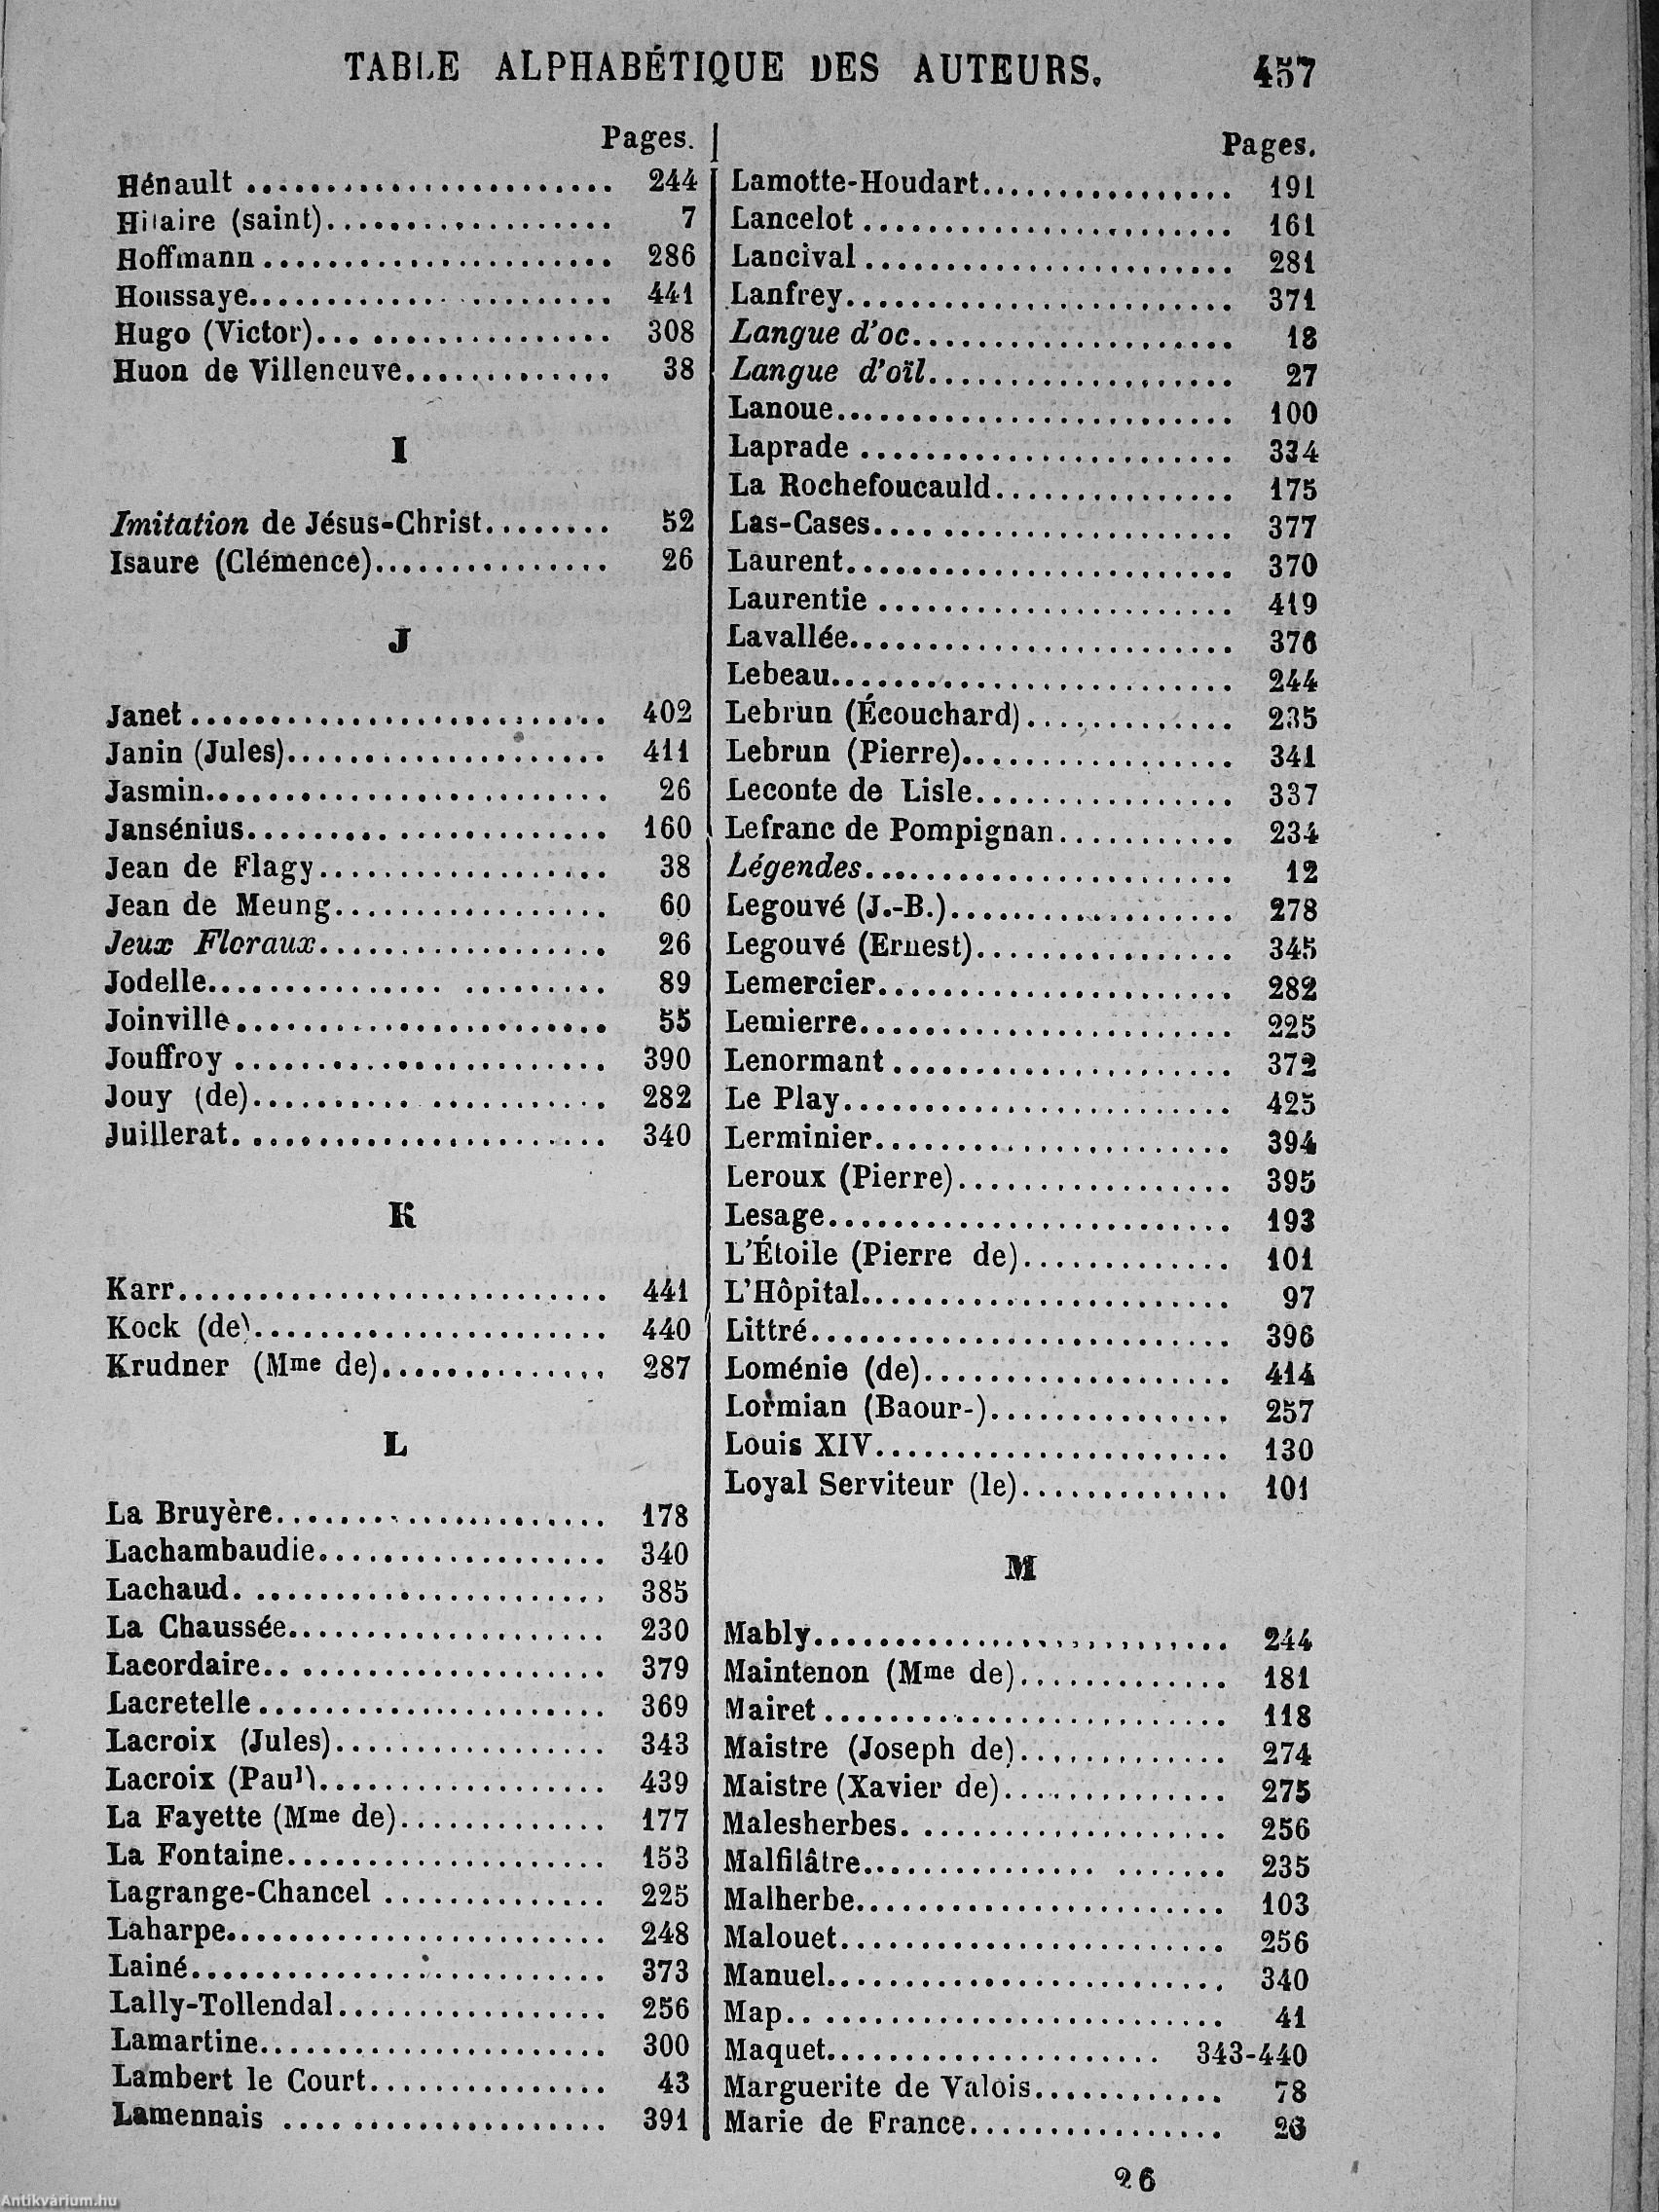 TABLE ALPHABÉTIQUE DES AUTEURS. 457
Pages.
Hénault ....................... 244
Hilaire (saint).................. 7
Hoffmann ...................... 286
Houssaye....................... 441
Hugo (Victor)................... 308
Huon de Villeneuve............. 38
I
Imitation de Jésus-Christ........ 52
Isaure (Clémence)............... 26
J
Janet .......................... 402
Janin (Jules).................... 411
Jasmin......................... 26
Jansénius....................... 160
Jean de Flagy.................. 38
Jean de Meung................. 60
Jeux Floraux.................. 26
Jodelle........................ 89
Joinville....................... 55
Jouffroy ....................... 390
Jouy (de)...................... 282
Juillerat....................... 340
K
Karr........................... 441
Kock (de)...................... 440
Krudner (Mme de).............. 287
L
La Bruyère..................... 178
Lachambaudie.................. 340
Lachaud....................... 385
La Chaussée.................... 230
Lacordaire..................... 379
Lacretelle ...................... 369
Lacroix (Jules)................. 343
Lacroix (Paul).................. 439
La Fayette (Mme de)............. 177
La Fontaine.................... 153
Lagrange-Chancel .............. 225
Laharpe........................ 248
Lainé.......................... 373
Lally-Tollendal................. 256
Lamartine...................... 300
Lambert le Court............... 43
Lamennais .................... 391
Pages.
Lamotte-Houdart................ 191
Lancelot ....................... 161
Lancival ....................... 281
Lanfrey........................ 371
Langue d'oc.................... 18
Langue d'oïl................... 27
Lanoue......................... 100
Laprade ....................... 334
La Rochefoucauld............... 175
Las-Cases...................... 377
Laurent........................ 370
Laurentie ...................... 419
Lavallée........................ 376
Lebeau......................... 244
Lebrun (Écouchard)............. 235
Lebrun (Pierre)................. 341
Leconte de Lisle................ 337
Lefranc de Pompignan........... 234
Légendes....................... 12
Legouvé (J.-B.).................. 278
Legouvé (Ernest)................ 345
Lemercier...................... 282
Lemierre....................... 225
Lenormant ..................... 372
Le Play........................ 425
Lerminier...................... 394
Leroux (Pierre)................. 395
Lesage......................... 193
L'Étoile (Pierre de)............. 101
L'Hôpital....................... 97
Littré.......................... 396
Loménie (de)................... 414
Lormian (Baour-)............... 257
Louis XIV...................... 130
Loyal Serviteur (le)............. 101
M
Mably.......................... 244
Maintenon (Mme de)............. 181
Mairet ......................... 118
Maistre (Joseph de)............. 274
Maistre (Xavier de).............. 275
Malesherbes.................... 256
Malfilâtre...................... 235
Malherbe....................... 103
Malouet........................ 256
Manuel......................... 340
Map........................... 41
Maquet..................... 343-440
Marguerite de Valois............ 78
Marie de France................
26
Antikvárium.hu